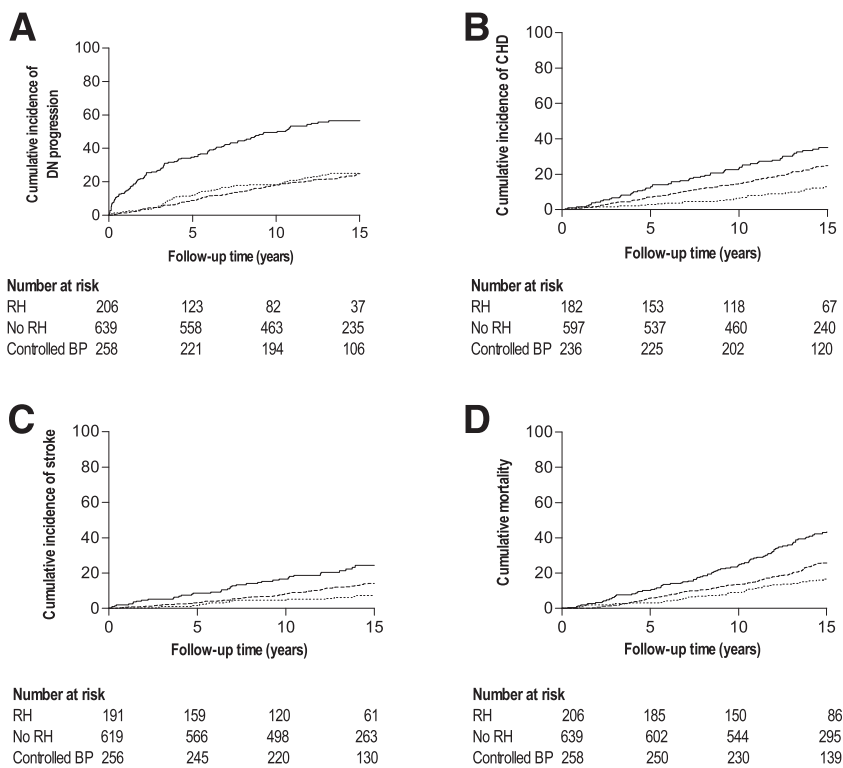 A
Cumulative incidence of
DN progression
100
80
60
40
20
0
0 5 10 15
Follow-up time (years)
Number at risk
RH 206 123 82 37
No RH 639 558 463 235
Controlled BP 258 221 194 106
B
Cumulative incidence of CHD
100
80
60
40
20
0
0 5 10 15
Follow-up time (years)
Number at risk
RH 182 153 118 67
No RH 597 537 460 240
Controlled BP 236 225 202 120
C
Cumulative incidence of stroke
100
80
60
40
20
0
0 5 10 15
Follow-up time (years)
Number at risk
RH 191 159 120 61
No RH 619 566 498 263
Controlled BP 256 245 220 130
D
Cumulative mortality
100
80
60
40
20
0
0 5 10 15
Follow-up time (years)
Number at risk
RH 206 185 150 86
No RH 639 602 544 295
Controlled BP 258 250 230 139